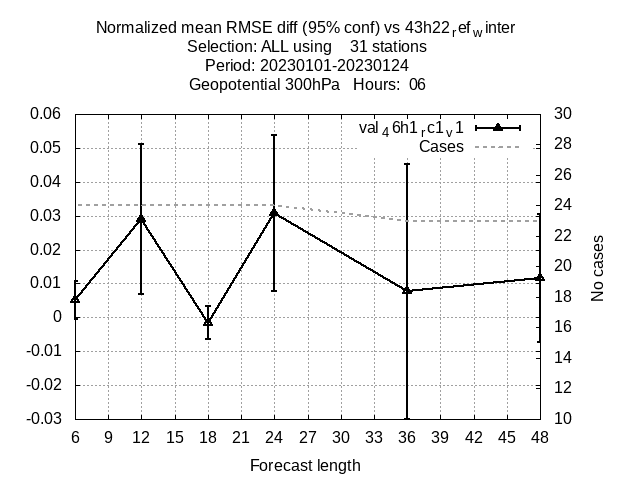 Normalized mean RMSE diff (95% conf) vs 43h22refwinter
Selection: ALL using 31 stations
Period: 20230101-20230124
Geopotential 300hPa Hours: 06
val46h1rc1v1
Cases
0.06
0.05
0.04
0.03
0.02
0.01
0
-0.01
-0.02
-0.03
30
28
26
24
22
20
18
16
14
12
10
No cases
6 9 12 15 18 21 24 27 30 33 36 39 42 45 48
Forecast length